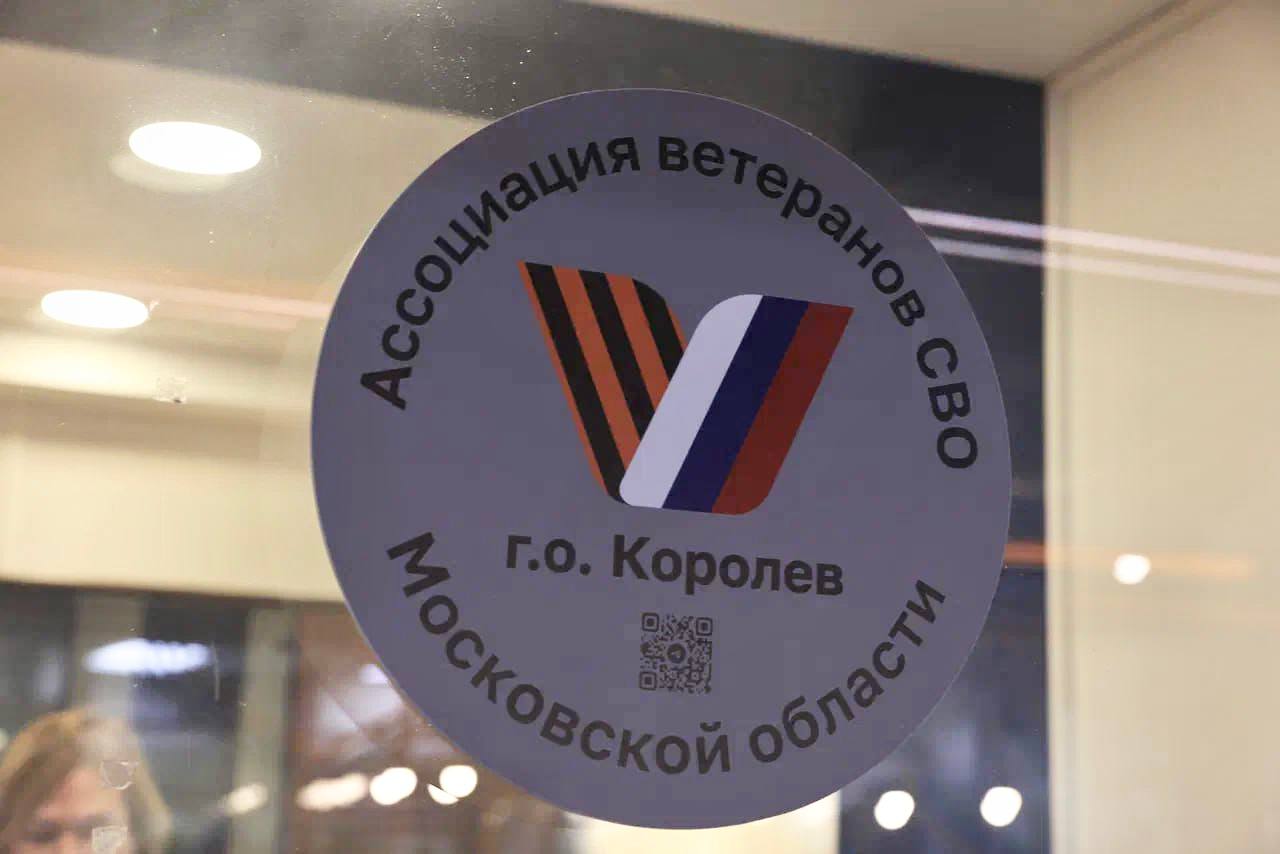 Ассоциация ветеранов СВО
г.о. Королев
Московской области